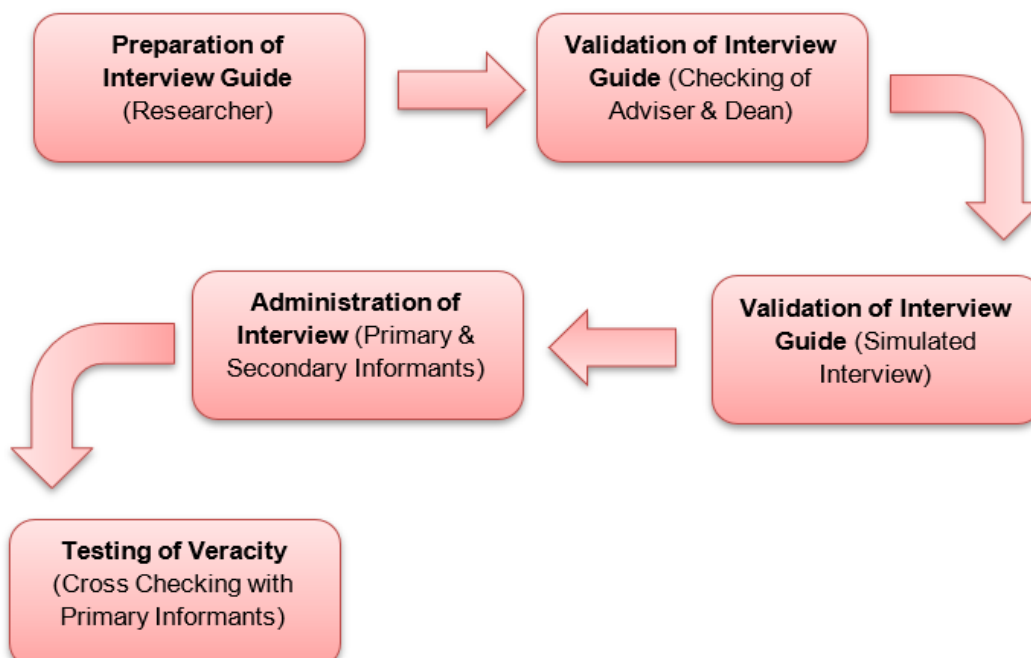 Preparation of
Interview Guide
(Researcher)
Validation of Interview
Guide (Checking of
Adviser & Dean)
Validation of Interview
Guide (Simulated
Interview)
Administration of
Interview (Primary &
Secondary Informants)
Testing of Veracity
(Cross Checking with
Primary Informants)